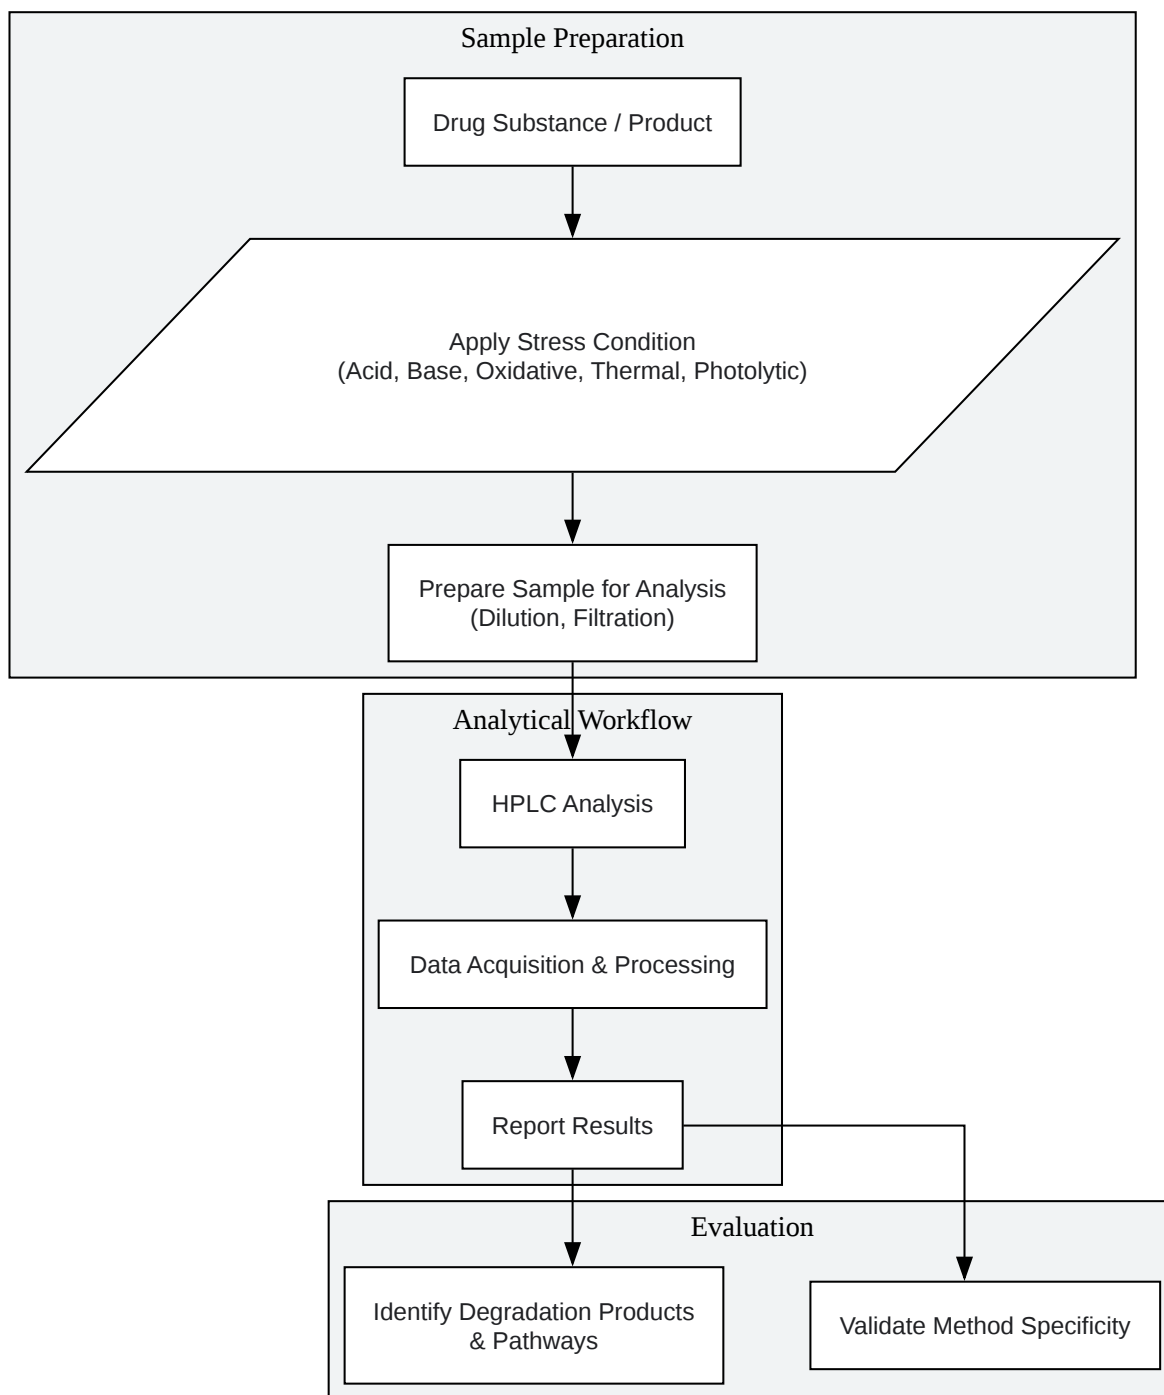 Sample Preparation
Drug Substance / Product
Apply Stress Condition
(Acid, Base, Oxidative, Thermal, Photolytic)
Prepare Sample for Analysis
(Dilution, Filtration)
Analytical Workflow
HPLC Analysis
Data Acquisition & Processing
Report Results
Evaluation
Identify Degradation Products
& Pathways
Validate Method Specificity